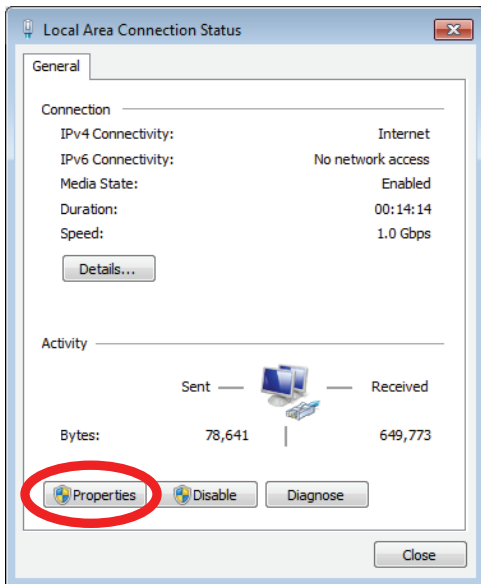 Local Area Connection Status
General
Connection
IPv4 Connectivity: Internet
IPv6 Connectivity: No network access
Media State: Enabled
Duration: 00:14:14
Speed: 1.0 Gbps
Details...
Activity
Sent Received
Bytes: 78,641 649,773
Properties Disable Diagnose
Close